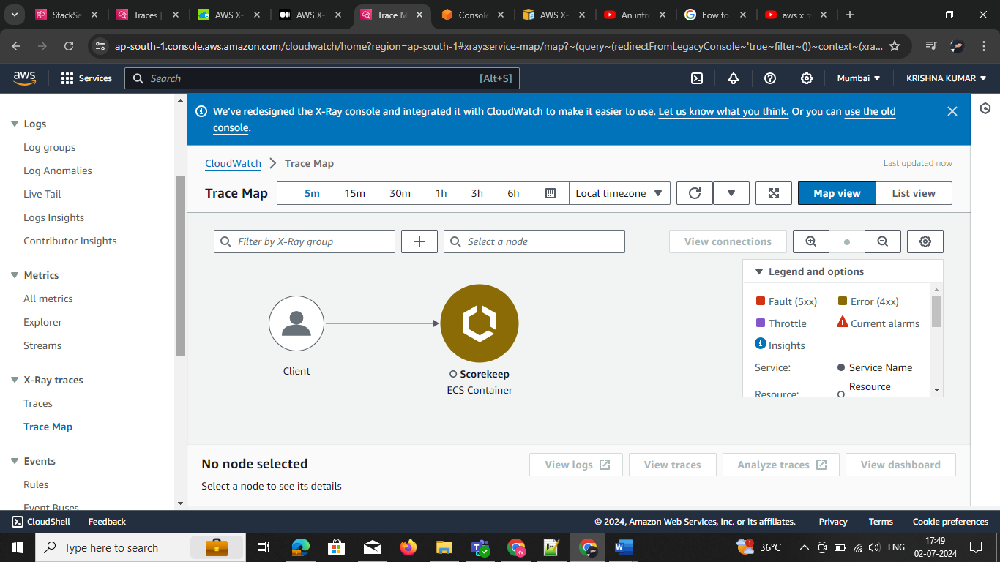 StackSe
Traces |
AWS X-
AWS X-
Trace M
Consol
AWS X-
An intr
how to
aws x ra
ap-south-1.console.aws.amazon.com/cloudwatch/home?region=ap-south-1#xray:service-map/map?~(query~(redirectFromLegacyConsole~'true~filter~())~context~(xra...
aws
Services
Search
[Alt+S]
Mumbai
KRISHNA KUMAR
Logs
Log groups
Log Anomalies
Live Tail
Logs Insights
Contributor Insights
Metrics
All metrics
Explorer
Streams
X-Ray traces
Traces
Trace Map
Events
Rules
Event Buses
We've redesigned the X-Ray console and integrated it with CloudWatch to make it easier to use. Let us know what you think. Or you can use the old
console.
CloudWatch
Trace Map
Last updated now
Trace Map
5m 15m 30m 1h 3h 6h
Local timezone
Map view
List view
Filter by X-Ray group
Select a node
View connections
Legend and options
Fault (5xx)
Error (4xx)
Throttle
Current alarms
Insights
Service:
Service Name
Resource:
Resource
Client
Scorekeep
ECS Container
No node selected
Select a node to see its details
View logs
View traces
Analyze traces
View dashboard
CloudShell
Feedback
© 2024, Amazon Web Services, Inc. or its affiliates.
Privacy
Terms
Cookie preferences
Type here to search
kv
1
36°C
ENG
17:49
02-07-2024